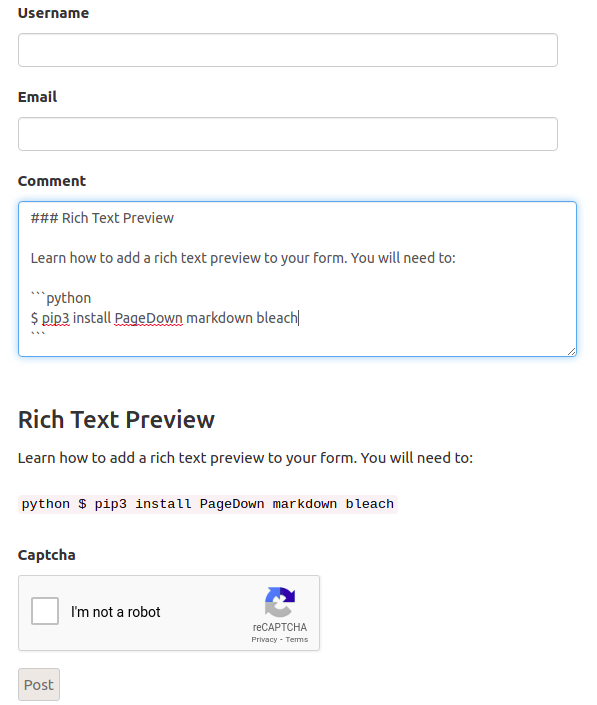 Username
Email
Comment
### Rich Text Preview
Learn how to add a rich text preview to your form. You will need to:
```python
$ pip3 install PageDown markdown bleach
```
Rich Text Preview
Learn how to add a rich text preview to your form. You will need to:
python $ pip3 install PageDown markdown bleach
Captcha
I'm not a robot
reCAPTCHA
Privacy - Terms
Post